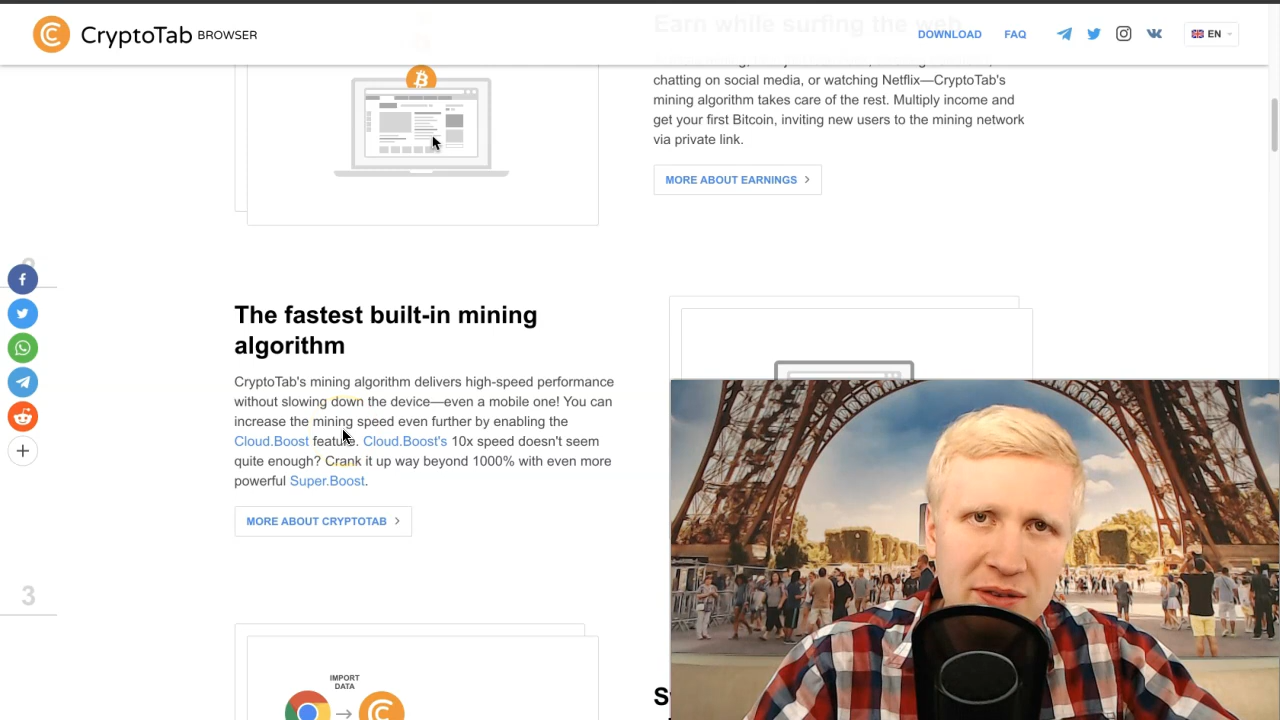 CryptoTab BROWSER
DOWNLOAD
FAQ
EN
Earn while surfing the web
chatting on social media, or watching Netflix—CryptoTab's
mining algorithm takes care of the rest. Multiply income and
get your first Bitcoin, inviting new users to the mining network
via private link.
MORE ABOUT EARNINGS
The fastest built-in mining
algorithm
CryptoTab's mining algorithm delivers high-speed performance
without slowing down the device—even a mobile one! You can
increase the mining speed even further by enabling the
Cloud.Boost feature. Cloud.Boost's 10x speed doesn't seem
quite enough? Crank it up way beyond 1000% with even more
powerful Super.Boost.
MORE ABOUT CRYPTOTAB
3
IMPORT
DATA